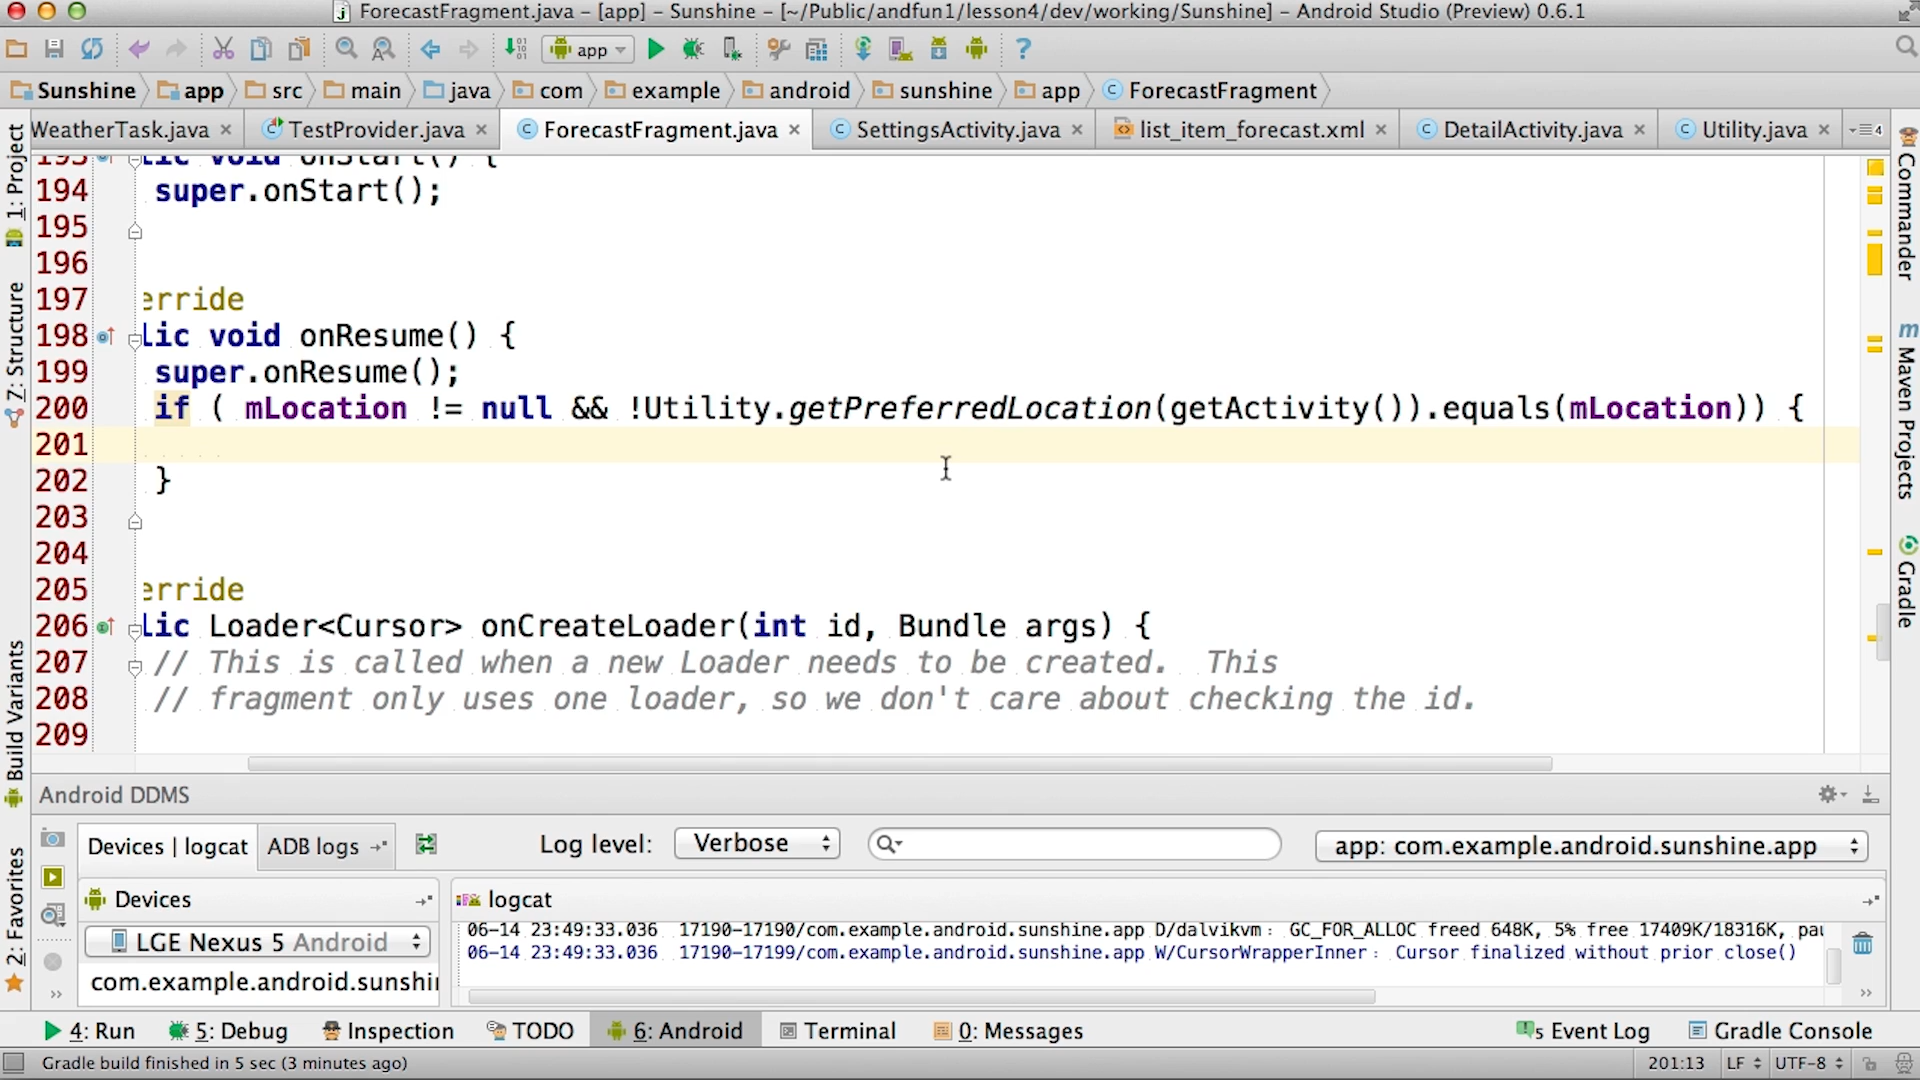 ForecastFragment.java - [app] - Sunshine - [~/Public/andfun1/lesson4/dev/working/Sunshine] - Android Studio (Preview) 0.6.1
app
Sunshine app src main java com example android sunshine app ForecastFragment
WeatherTask.java TestProvider.java ForecastFragment.java SettingsActivity.java list_item_forecast.xml DetailActivity.java Utility.java 4
1: Project
7: Structure
Build Variants
2: Favorites
Commander
Maven Projects
Gradle
193 lic void onStart() {
194 super.onStart();
195
196
197 erride
198 lic void onResume() {
199 super.onResume();
200 if ( mLocation != null && !Utility.getPreferredLocation(getActivity()).equals(mLocation)) {
201
202 }
203
204
205 erride
206 lic Loader<Cursor> onCreateLoader(int id, Bundle args) {
207 // This is called when a new Loader needs to be created.  This
208 // fragment only uses one loader, so we don't care about checking the id.
209
Android DDMS
Devices | logcat ADB logs Log level: Verbose app: com.example.android.sunshine.app
Devices logcat
LGE Nexus 5 Android
com.example.android.sunshi
06-14 23:49:33.036 17190-17190/com.example.android.sunshine.app D/dalvikvm: GC_FOR_ALLOC freed 648K, 5% free 17409K/18316K, pau
06-14 23:49:33.036 17190-17199/com.example.android.sunshine.app W/CursorWrapperInner: Cursor finalized without prior close()
4: Run 5: Debug Inspection TODO 6: Android Terminal 0: Messages 5 Event Log Gradle Console
Gradle build finished in 5 sec (3 minutes ago) 201:13 LF UTF-8